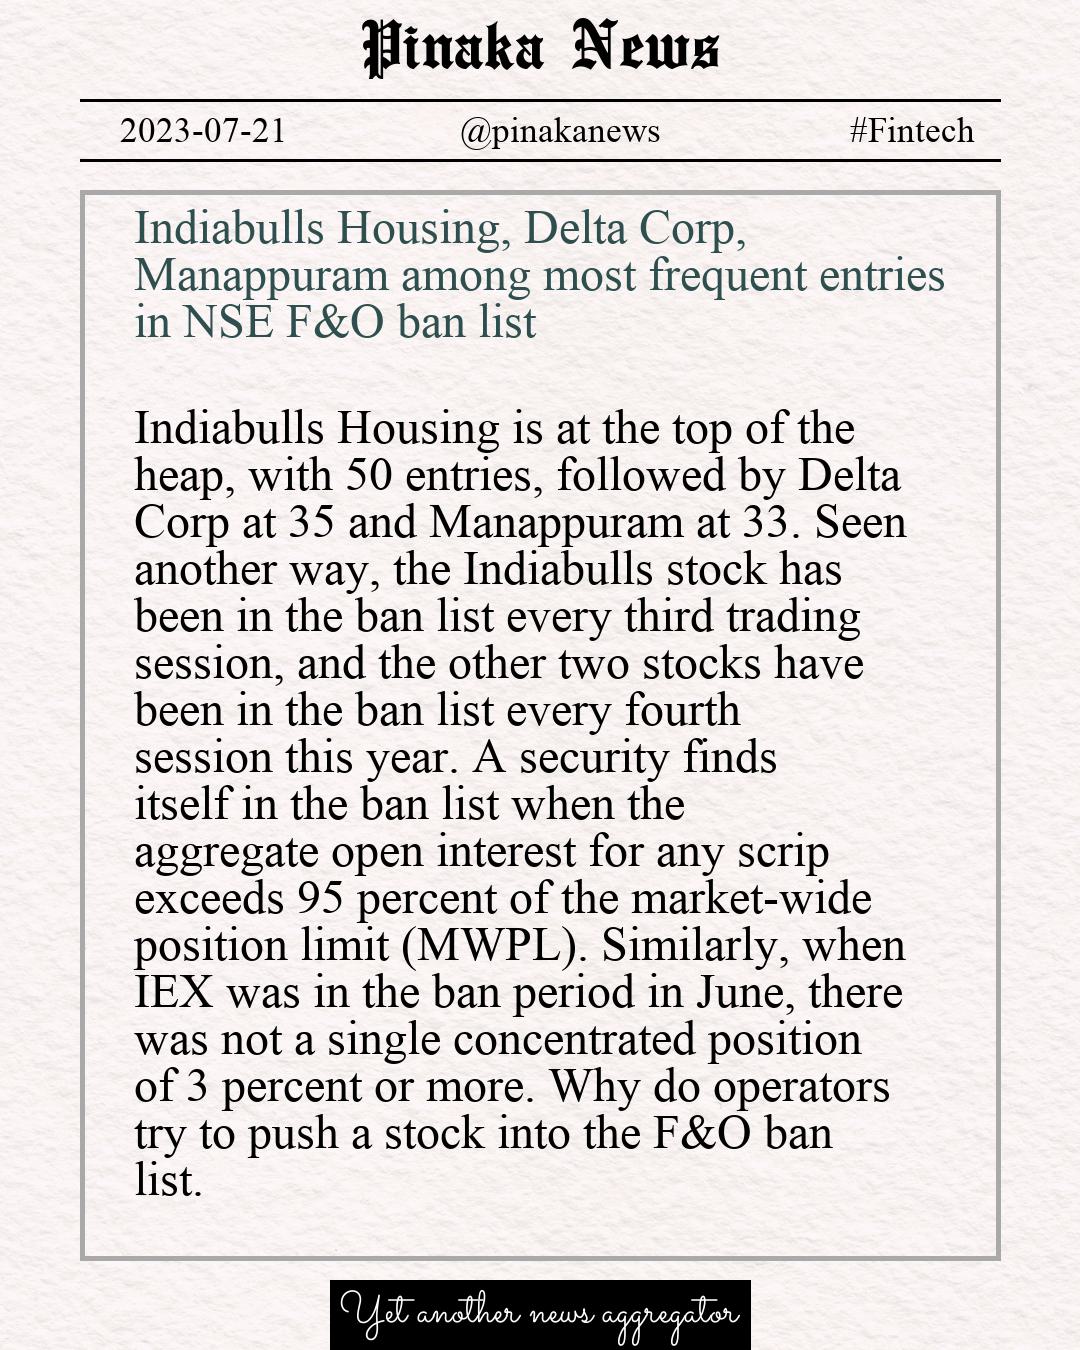 Pinaka News
2023-07-21 @pinakanews #Fintech
Indiabulls Housing, Delta Corp,
Manappuram among most frequent entries
in NSE F&O ban list
Indiabulls Housing is at the top of the
heap, with 50 entries, followed by Delta
Corp at 35 and Manappuram at 33. Seen
another way, the Indiabulls stock has
been in the ban list every third trading
session, and the other two stocks have
been in the ban list every fourth
session this year. A security finds
itself in the ban list when the
aggregate open interest for any scrip
exceeds 95 percent of the market-wide
position limit (MWPL). Similarly, when
IEX was in the ban period in June, there
was not a single concentrated position
of 3 percent or more. Why do operators
try to push a stock into the F&O ban
list.
Yet another news aggregator